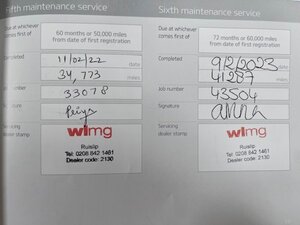 Fifth maintenance service
Due at whichever
comes first of
60 months or 50,000 miles
from date of first registration
Completed
11/02/22
date
34,773
miles
Job number
33078
Signature
Servicing
dealer stamp
wlmg
Ruislip
Tel: 0208 842 1461
Dealer code: 2130
Sixth maintenance service
Due at whichever
comes first of
72 months or 60,000 miles
from date of first registration
Completed
9/2/2023
date
41287
miles
Job number
43504
Signature
Servicing
dealer stamp
wlmg
Ruislip
Tel: 0208 842 1461
Dealer code: 2130